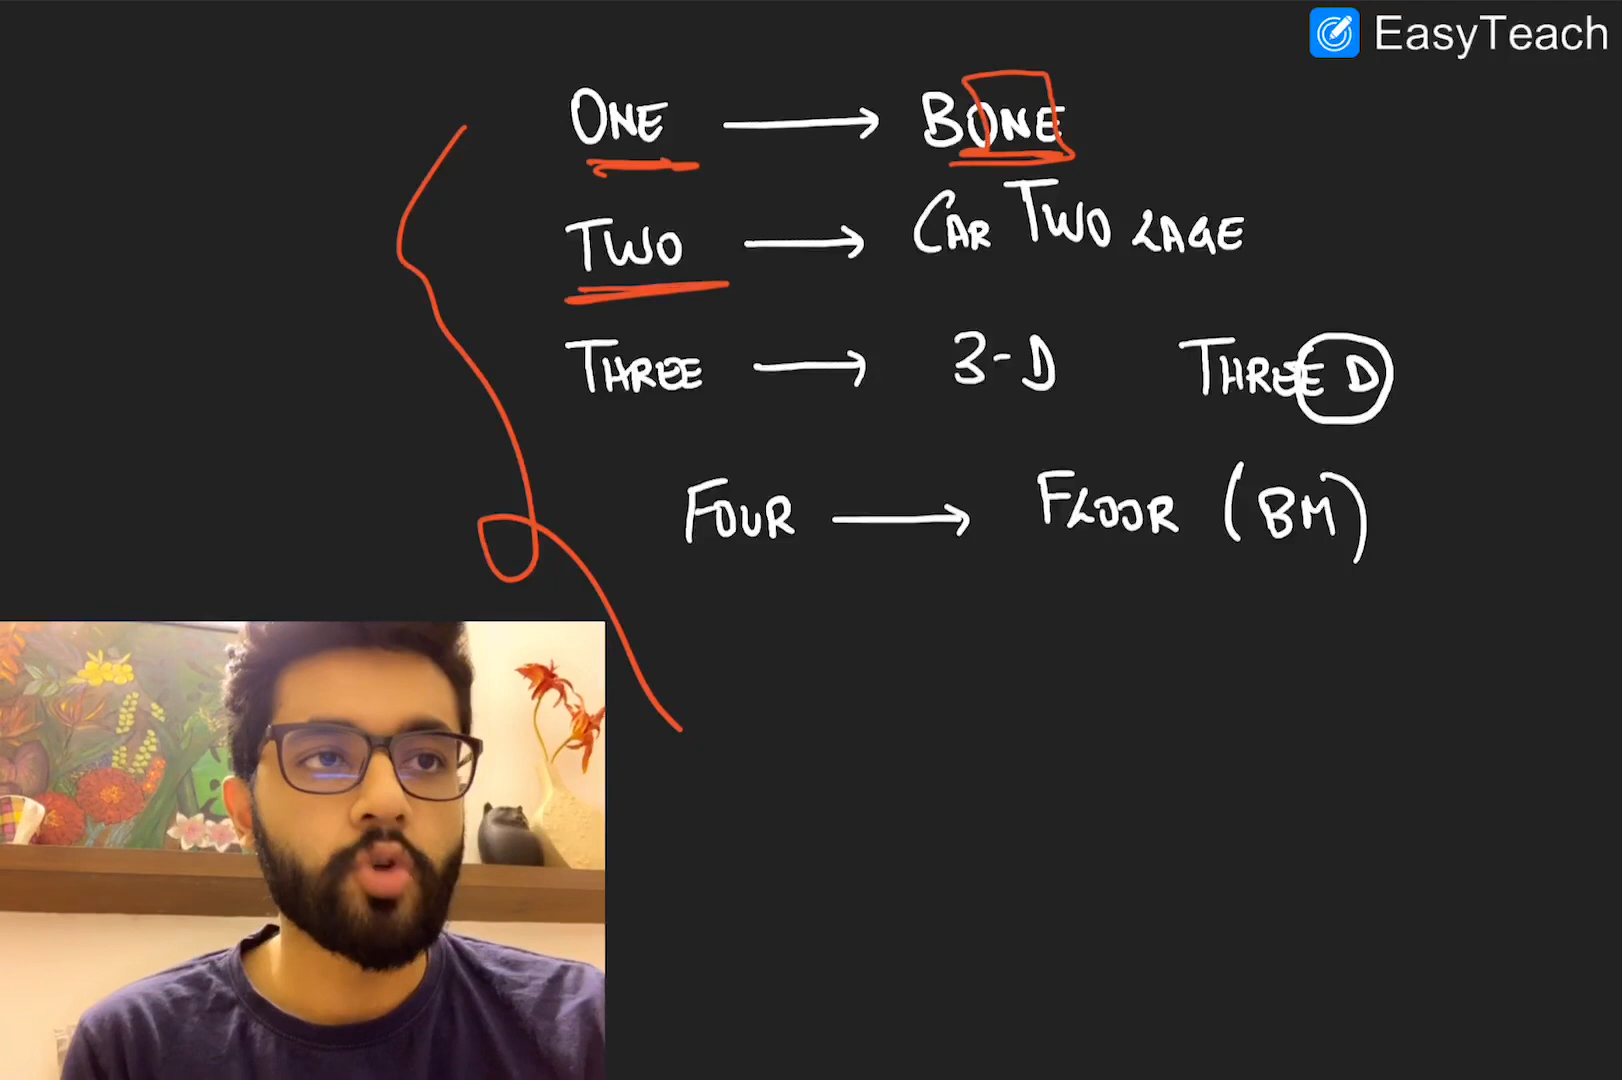 EasyTeach
ONE → BONE
TWO → CAR TWO LAGE
THREE → 3-D THREE D
FOUR → FLOOR (BM)